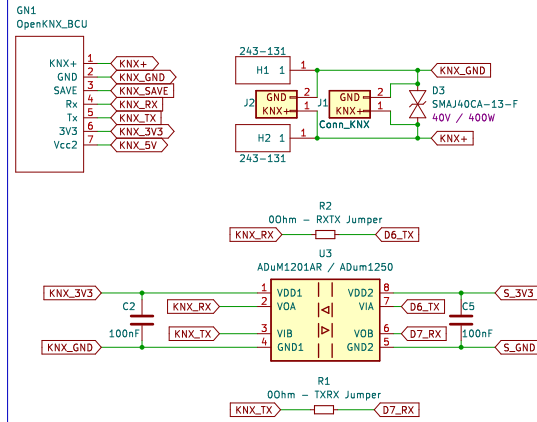 GN1
OpenKNX_BCU
KNX+ 1 KNX+
GND 2 KNX_GND
SAVE 3 KNX_SAVE
Rx 4 KNX_RX
Tx 5 KNX_TX
3V3 6 KNX_3V3
Vcc2 7 KNX_5V
243-131
H1 1 1
KNX_GND
J2 GND 2
KNX+ 1
J1 GND 2
KNX+ 1
Conn_KNX
D3
SMAJ40CA-13-F
40V / 400W
H2 1 1
KNX+
243-131
R2
0Ohm - RXTX Jumper
KNX_RX D6_TX
U3
ADuM1201AR / ADum1250
KNX_3V3 1 VDD1 VDD2 8 S_3V3
C2 KNX_RX 2 VOA VIA 7 D6_TX C5
100nF KNX_TX 3 VIB VOB 6 D7_RX 100nF
KNX_GND 4 GND1 GND2 5 S_GND
R1
0Ohm - TXRX Jumper
KNX_TX D7_RX